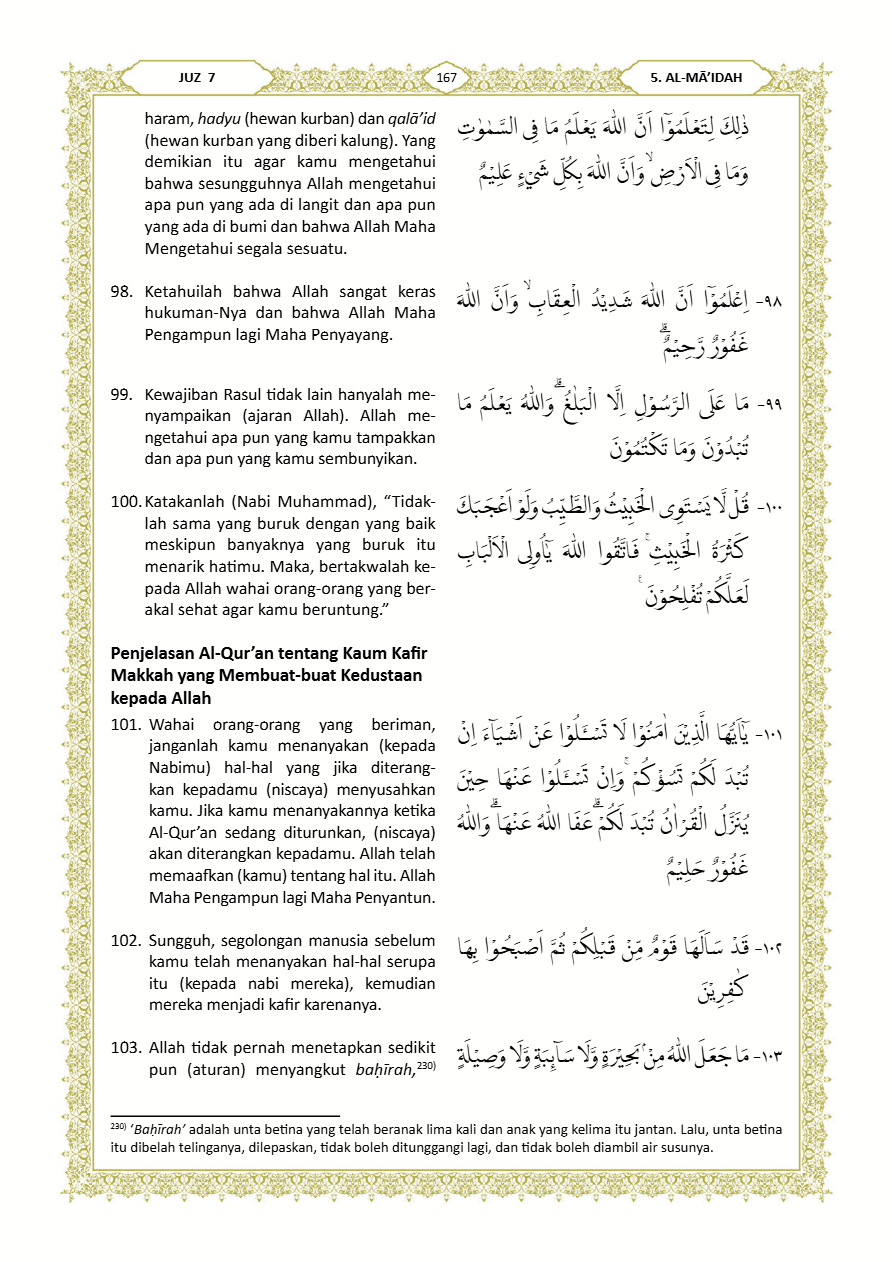 JUZ 7
167
5. AL-MĀ’IDAH
haram, hadyu (hewan kurban) dan qalā’id
(hewan kurban yang diberi kalung). Yang
demikian itu agar kamu mengetahui
bahwa sesungguhnya Allah mengetahui
apa pun yang ada di langit dan apa pun
yang ada di bumi dan bahwa Allah Maha
Mengetahui segala sesuatu.
ذٰلِكَ لِتَعْلَمُوْٓا اَنَّ اللّٰهَ يَعْلَمُ مَا فِى السَّمٰوٰتِ
وَمَا فِى الْاَرْضِۙ وَاَنَّ اللّٰهَ بِكُلِّ شَيْءٍ عَلِيْمٌ
98. Ketahuilah bahwa Allah sangat keras
hukuman-Nya dan bahwa Allah Maha
Pengampun lagi Maha Penyayang.
٩٨- اِعْلَمُوْٓا اَنَّ اللّٰهَ شَدِيْدُ الْعِقَابِۙ وَاَنَّ اللّٰهَ
غَفُوْرٌ رَّحِيْمٌۗ
99. Kewajiban Rasul tidak lain hanyalah me-
nyampaikan (ajaran Allah). Allah me-
ngetahui apa pun yang kamu tampakkan
dan apa pun yang kamu sembunyikan.
٩٩- مَا عَلَى الرَّسُوْلِ اِلَّا الْبَلٰغُۗ وَاللّٰهُ يَعْلَمُ مَا
تُبْدُوْنَ وَمَا تَكْتُمُوْنَ
100. Katakanlah (Nabi Muhammad), “Tidak-
lah sama yang buruk dengan yang baik
meskipun banyaknya yang buruk itu
menarik hatimu. Maka, bertakwalah ke-
pada Allah wahai orang-orang yang ber-
akal sehat agar kamu beruntung.”
١٠٠- قُلْ لَّا يَسْتَوِى الْخَبِيْثُ وَالطَّيِّبُ وَلَوْ اَعْجَبَكَ
كَثْرَةُ الْخَبِيْثِۚ فَاتَّقُوا اللّٰهَ يٰٓاُولِى الْاَلْبَابِ
لَعَلَّكُمْ تُفْلِحُوْنَ ࣖ
Penjelasan Al-Qur’an tentang Kaum Kafir
Makkah yang Membuat-buat Kedustaan
kepada Allah
101. Wahai orang-orang yang beriman,
janganlah kamu menanyakan (kepada
Nabimu) hal-hal yang jika diterang-
kan kepadamu (niscaya) menyusahkan
kamu. Jika kamu menanyakannya ketika
Al-Qur’an sedang diturunkan, (niscaya)
akan diterangkan kepadamu. Allah telah
memaafkan (kamu) tentang hal itu. Allah
Maha Pengampun lagi Maha Penyantun.
١٠١- يٰٓاَيُّهَا الَّذِيْنَ اٰمَنُوْا لَا تَسْـَٔلُوْا عَنْ اَشْيَاۤءَ اِنْ
تُبْدَ لَكُمْ تَسُؤْكُمْۚ وَاِنْ تَسْـَٔلُوْا عَنْهَا حِيْنَ
يُنَزَّلُ الْقُرْاٰنُ تُبْدَ لَكُمْۗ عَفَا اللّٰهُ عَنْهَاۗ وَاللّٰهُ
غَفُوْرٌ حَلِيْمٌ
102. Sungguh, segolongan manusia sebelum
kamu telah menanyakan hal-hal serupa
itu (kepada nabi mereka), kemudian
mereka menjadi kafir karenanya.
١٠٢- قَدْ سَاَلَهَا قَوْمٌ مِّنْ قَبْلِكُمْ ثُمَّ اَصْبَحُوْا بِهَا
كٰفِرِيْنَ
103. Allah tidak pernah menetapkan sedikit
pun (aturan) menyangkut baḥīrah,230)
١٠٣- مَا جَعَلَ اللّٰهُ مِنْۢ بَحِيْرَةٍ وَّلَا سَاۤىِٕبَةٍ وَّلَا وَصِيْلَةٍ
230) ‘Baḥīrah’ adalah unta betina yang telah beranak lima kali dan anak yang kelima itu jantan. Lalu, unta betina
itu dibelah telinganya, dilepaskan, tidak boleh ditunggangi lagi, dan tidak boleh diambil air susunya.